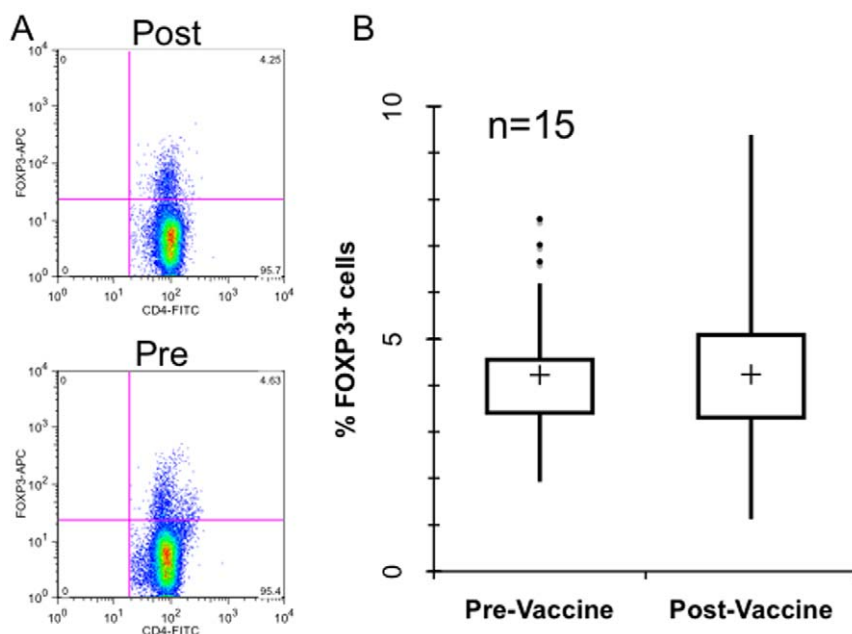 A
Post
10^4
10^3
10^2
10^1
10^0
FOXP3-APC
0
4.25
0
95.7
10^0 10^1 10^2 10^3 10^4
CD4-FITC
Pre
10^4
10^3
10^2
10^1
10^0
FOXP3-APC
0
4.63
0
95.4
10^0 10^1 10^2 10^3 10^4
CD4-FITC
B
n=15
% FOXP3+ cells
10
5
0
Pre-Vaccine
Post-Vaccine